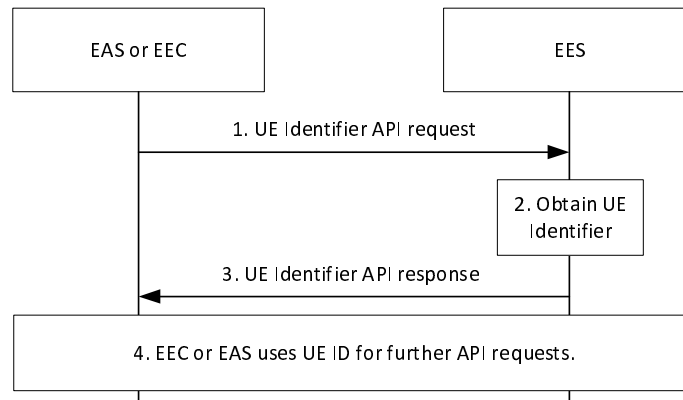 EAS or EEC
EES
1. UE Identifier API request
2. Obtain UE
Identifier
3. UE Identifier API response
4. EEC or EAS uses UE ID for further API requests.